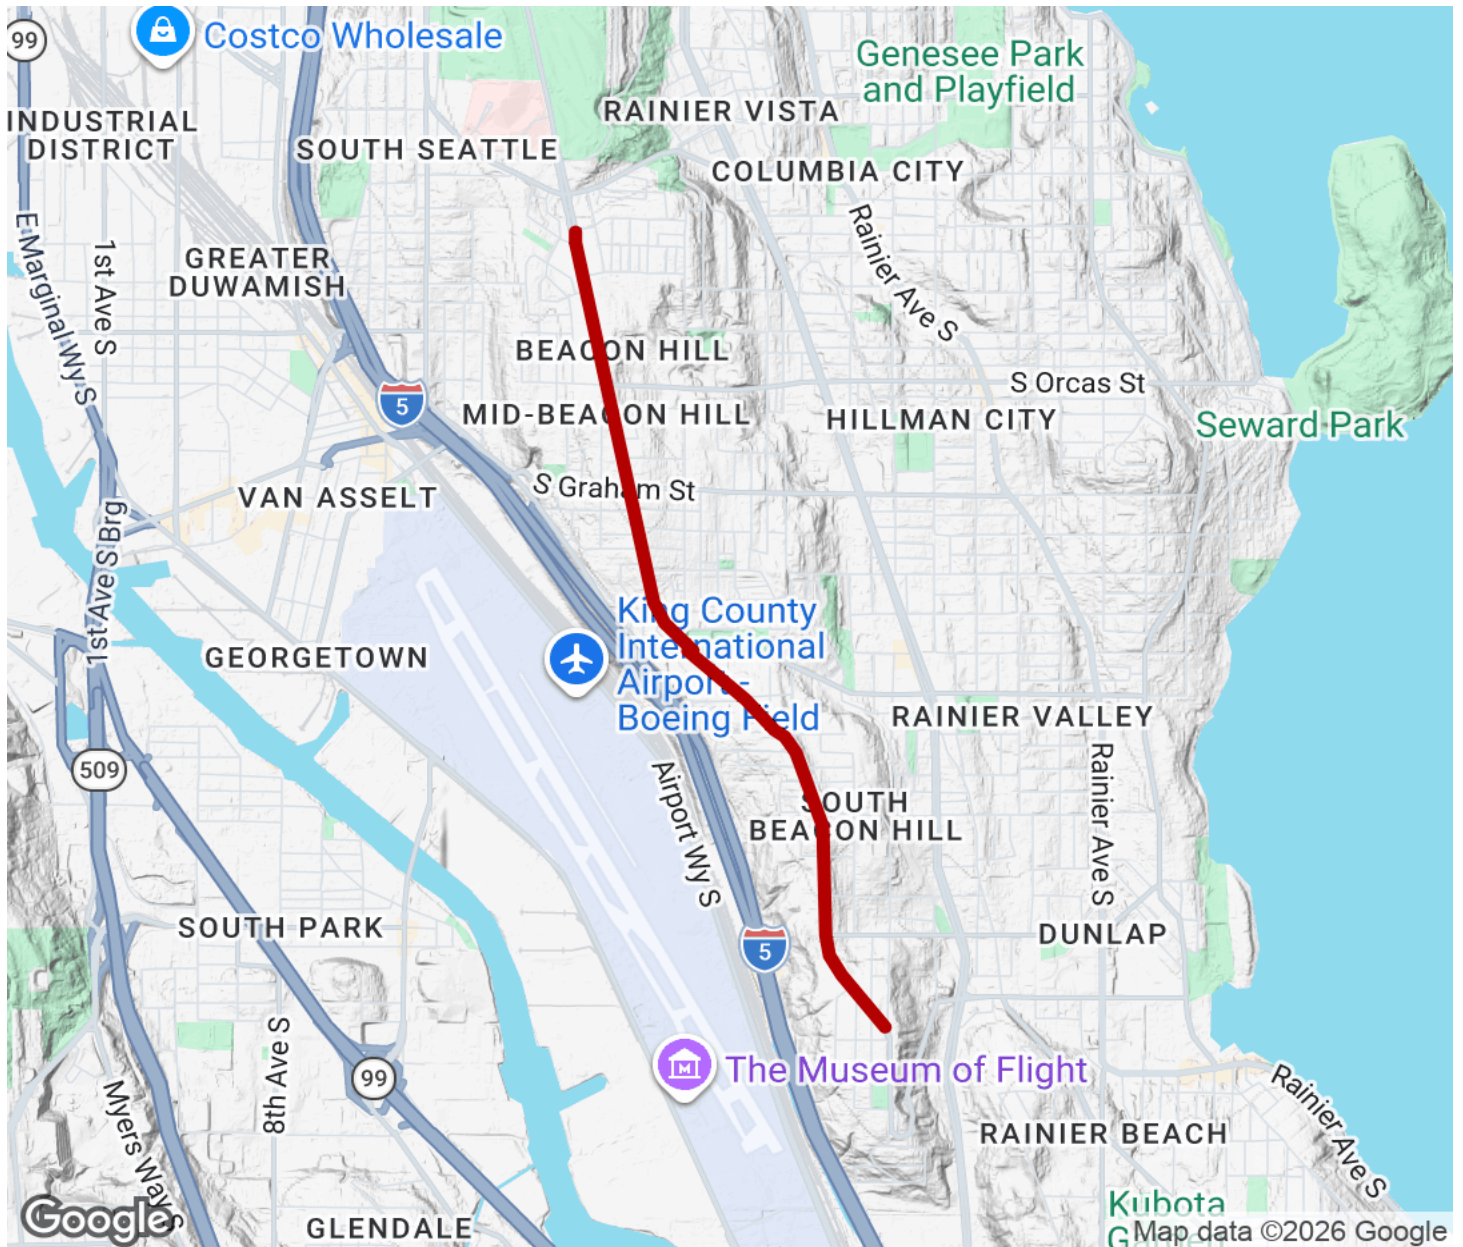 99
Costco Wholesale
Genesee Park
and Playfield
RAINIER VISTA
INDUSTRIAL
DISTRICT
SOUTH SEATTLE
COLUMBIA CITY
E Marginal Wy S
1st Ave S
GREATER
DUWAMISH
Rainier Ave S
BEACON HILL
S Orcas St
5
MID-BEACON HILL
HILLMAN CITY
Seward Park
S Graham St
VAN ASSELT
1st Ave S Brg
King County
International
Airport -
Boeing Field
GEORGETOWN
RAINIER VALLEY
509
Airport Wy S
Rainier Ave S
SOUTH
BEACON HILL
SOUTH PARK
5
DUNLAP
8th Ave S
99
The Museum of Flight
Myers Way S
Rainier Ave S
RAINIER BEACH
Kubota
Google
GLENDALE
Map data ©2026 Google